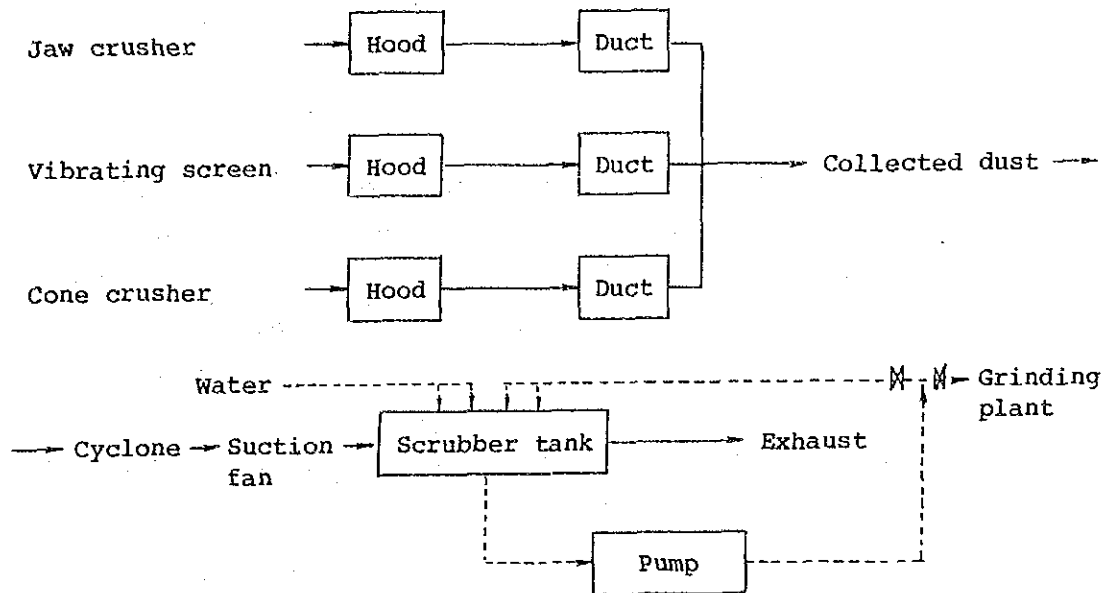 Jaw crusher Hood Duct
Vibrating screen Hood Duct Collected dust
Cone crusher Hood Duct
Water Grinding
plant
Cyclone Suction Scrubber tank Exhaust
fan
Pump